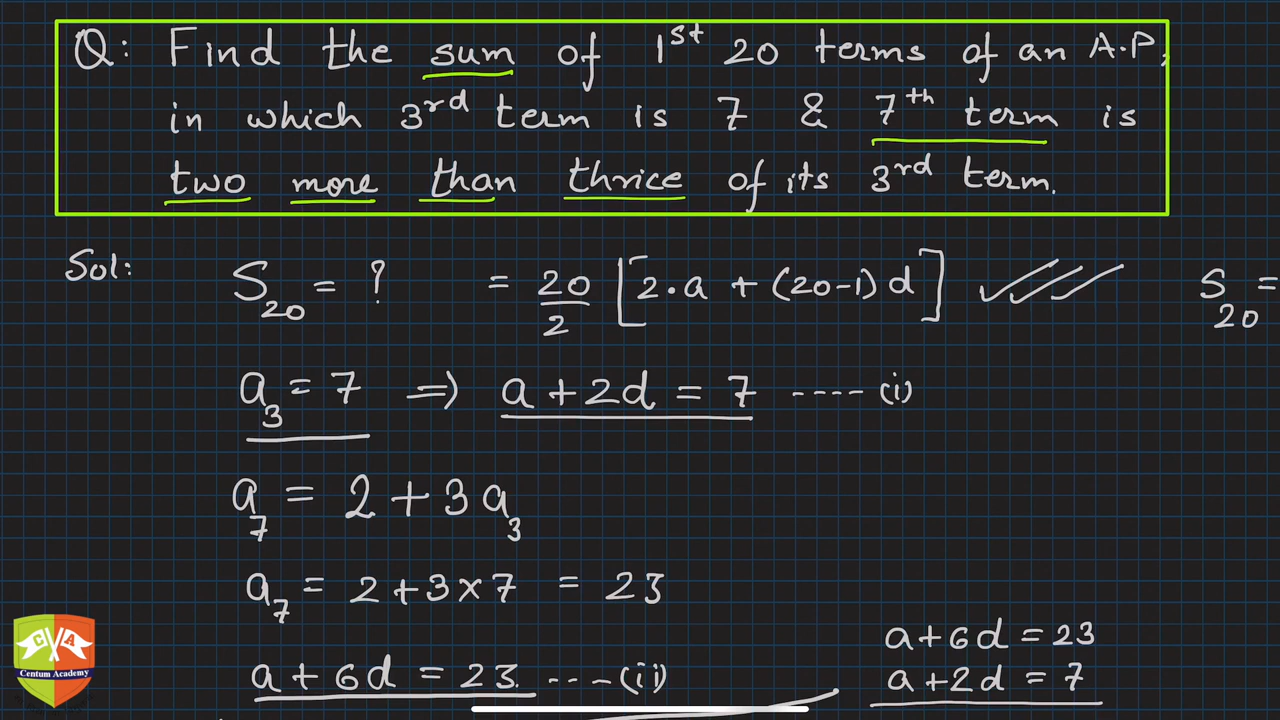 Q: Find the sum of 1st 20 terms of an A.P,
in which 3rd term is 7 & 7th term is
two more than thrice of its 3rd term.
Sol: S₂₀ = ? = 20/2 [2·a + (20-1)d] S₂₀ =
a₃ = 7 ⇒ a + 2d = 7 ---- (i)
a₇ = 2 + 3a₃
a₇ = 2 + 3×7 = 23
a + 6d = 23. ---- (ii)
a + 6d = 23
a + 2d = 7
C A
Centum Academy